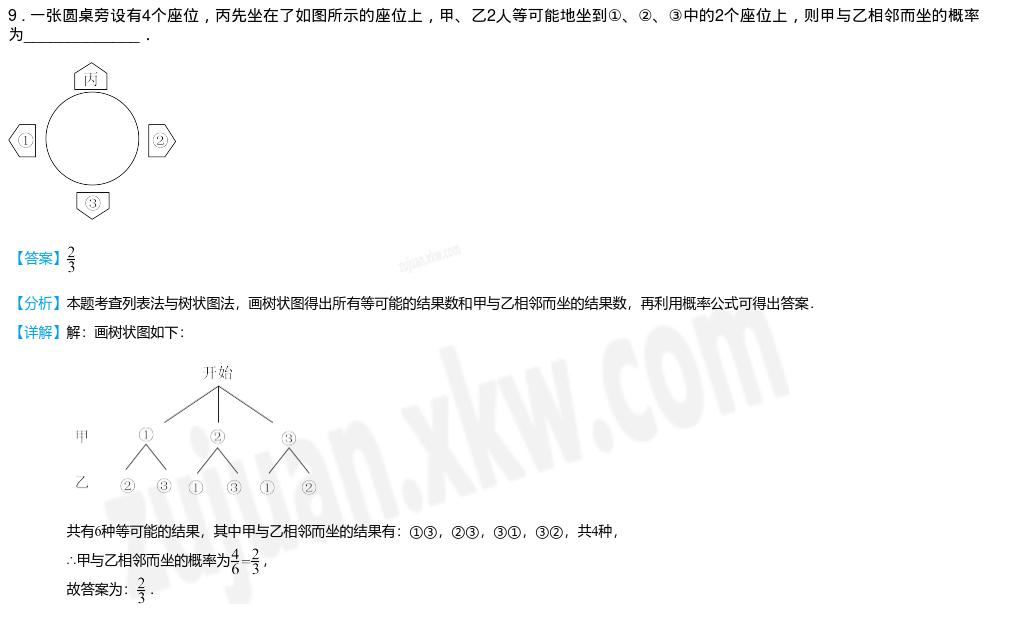 9．一张圆桌旁设有4个座位，丙先坐在了如图所示的座位上，甲、乙2人等可能地坐到①、②、③中的2个座位上，则甲与乙相邻而坐的概率
为_______________．
丙
① ②
③
【答案】2/3
zujuan.xkw.com
【分析】本题考查列表法与树状图法，画树状图得出所有等可能的结果数和甲与乙相邻而坐的结果数，再利用概率公式可得出答案．
【详解】解：画树状图如下：
开始
甲 ① ② ③
乙 ② ③ ① ③ ① ②
共有6种等可能的结果，其中甲与乙相邻而坐的结果有：①③，②③，③①，③②，共4种，
∴甲与乙相邻而坐的概率为4/6=2/3，
故答案为：2/3．
zujuan.xkw.com